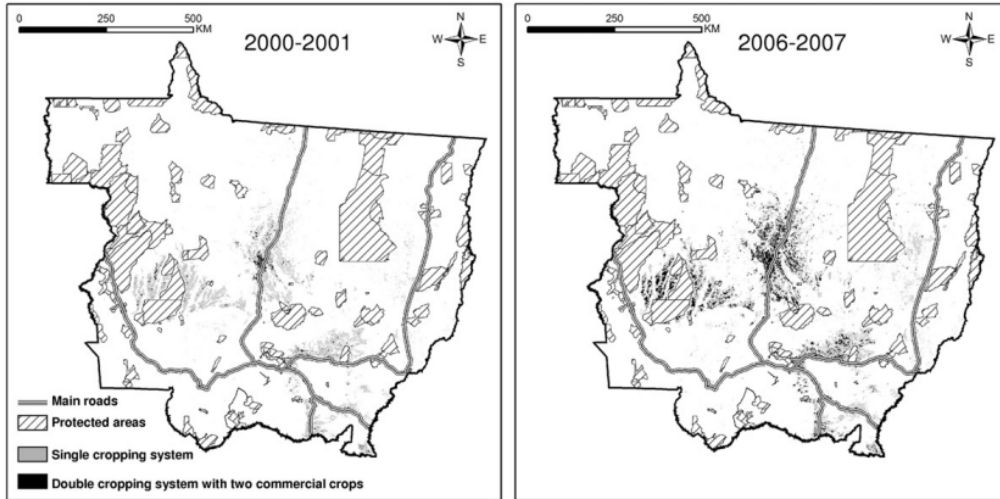 0 250 500
KM
2000-2001
N
W E
S
Main roads
Protected areas
Single cropping system
Double cropping system with two commercial crops
0 250 500
KM
2006-2007
N
W E
S